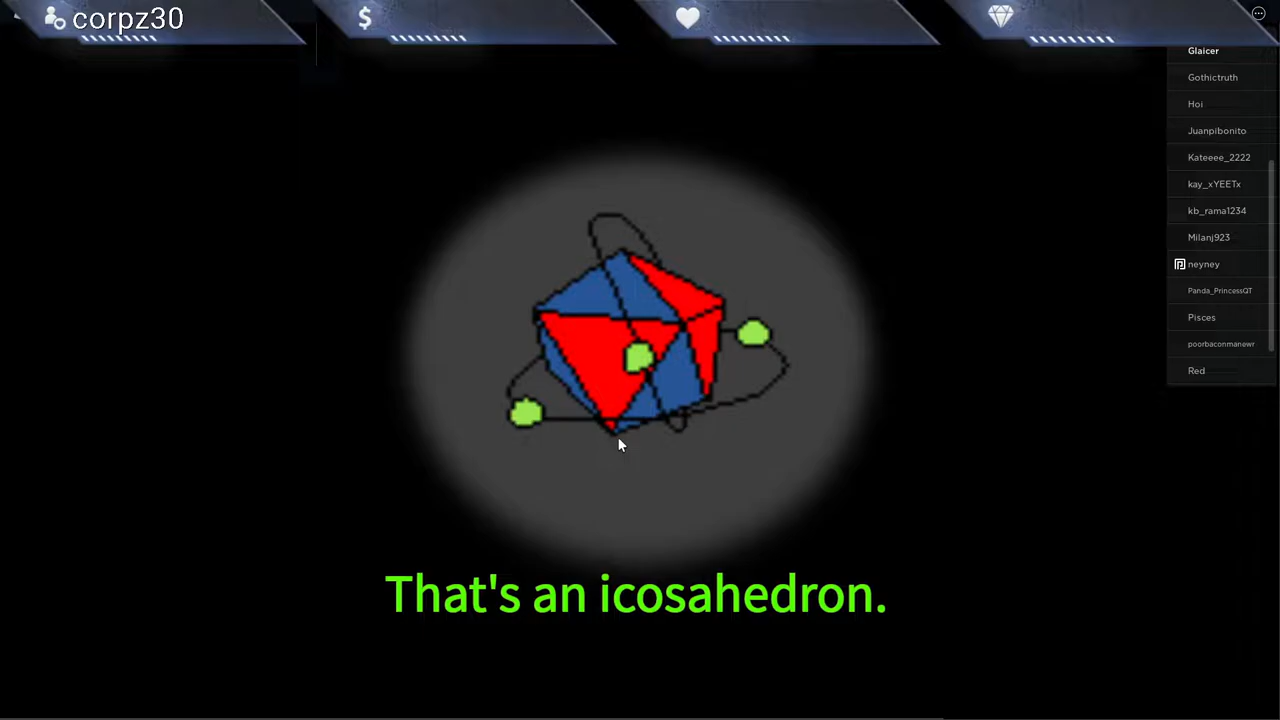 corpz30
$
Glaicer
Gothictruth
Hoi
Juanpibonito
Kateeee_2222
kay_xYEETx
kb_rama1234
Milanj923
neyney
Panda_PrincessQT
Pisces
poorbaconmanewr
Red
That's an icosahedron.